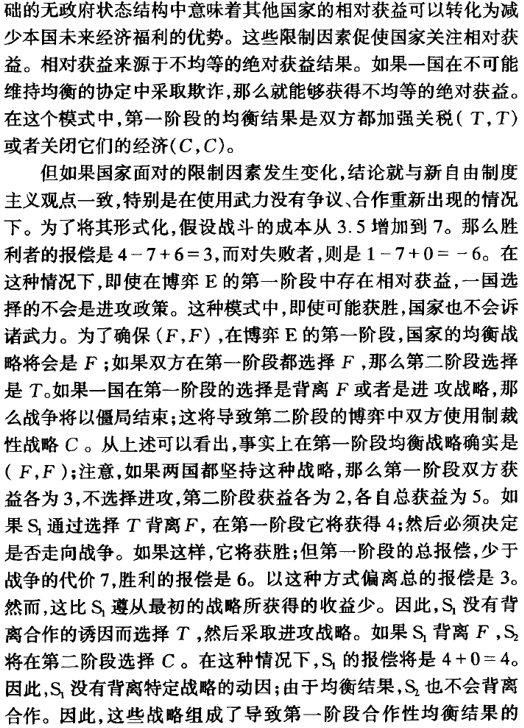 础的无政府状态结构中意味着其他国家的相对获益可以转化为减
少本国未来经济福利的优势。这些限制因素促使国家关注相对获
益。相对获益来源于不均等的绝对获益结果。如果一国在不可能
维持均衡的协定中采取欺诈,那么就能够获得不均等的绝对获益。
在这个模式中,第一阶段的均衡结果是双方都加强关税(T,T)
或者关闭它们的经济(C,C)。
但如果国家面对的限制因素发生变化,结论就与新自由制度
主义观点一致,特别是在使用武力没有争议、合作重新出现的情况
下。为了将其形式化,假设战斗的成本从 3.5 增加到 7。那么胜
利者的报偿是 4-7+6=3,而对失败者,则是 1-7+0=-6。在
这种情况下,即使在博弈 E 的第一阶段中存在相对获益,一国选
择的不会是进攻政策。这种模式中,即使可能获胜,国家也不会诉
诸武力。为了确保(F,F),在博弈 E 的第一阶段,国家的均衡战
略将会是 F;如果双方在第一阶段都选择 F,那么第二阶段选择
是 T。如果一国在第一阶段的选择是背离 F 或者是进 攻战略,那
么战争将以僵局结束;这将导致第二阶段的博弈中双方使用制裁
性战略 C。从上述可以看出,事实上在第一阶段均衡战略确实是
(F,F);注意,如果两国都坚持这种战略,那么第一阶段双方获
益各为 3,不选择进攻,第二阶段获益各为 2,各自总获益为 5。如
果 S₁ 通过选择 T 背离 F,在第一阶段它将获得 4;然后必须决定
是否走向战争。如果这样,它将获胜;但第一阶段的总报偿,少于
战争的代价 7,胜利的报偿是 6。以这种方式偏离总的报偿是 3。
然而,这比 S₁ 遵从最初的战略所获得的收益少。因此,S₁ 没有背
离合作的诱因而选择 T,然后采取进攻战略。如果 S₁ 背离 F,S₂
将在第二阶段选择 C。在这种情况下,S₁ 的报偿将是 4+0=4。
因此,S₁ 没有背离特定战略的动因;由于均衡结果,S₂ 也不会背离
合作。因此,这些战略组成了导致第一阶段合作性均衡结果的